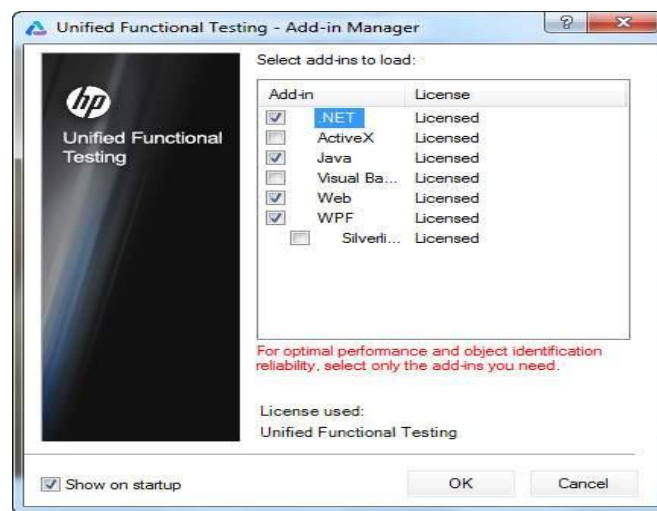 Unified Functional Testing - Add-in Manager
hp
Unified Functional
Testing
Select add-ins to load:
Add-in License
.NET Licensed
ActiveX Licensed
Java Licensed
Visual Ba... Licensed
Web Licensed
WPF Licensed
Silverli... Licensed
For optimal performance and object identification
reliability, select only the add-ins you need.
License used:
Unified Functional Testing
Show on startup
OK
Cancel